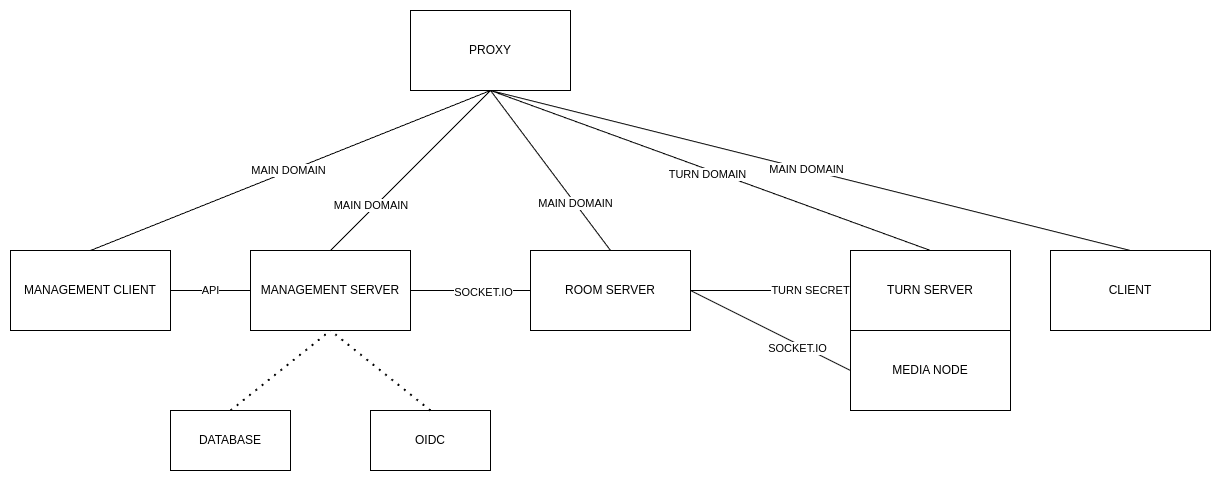 PROXY
MAIN DOMAIN
MAIN DOMAIN
MAIN DOMAIN
TURN DOMAIN
MAIN DOMAIN
MANAGEMENT CLIENT
API
MANAGEMENT SERVER
SOCKET.IO
ROOM SERVER
TURN SECRET
TURN SERVER
CLIENT
SOCKET.IO
MEDIA NODE
DATABASE
OIDC